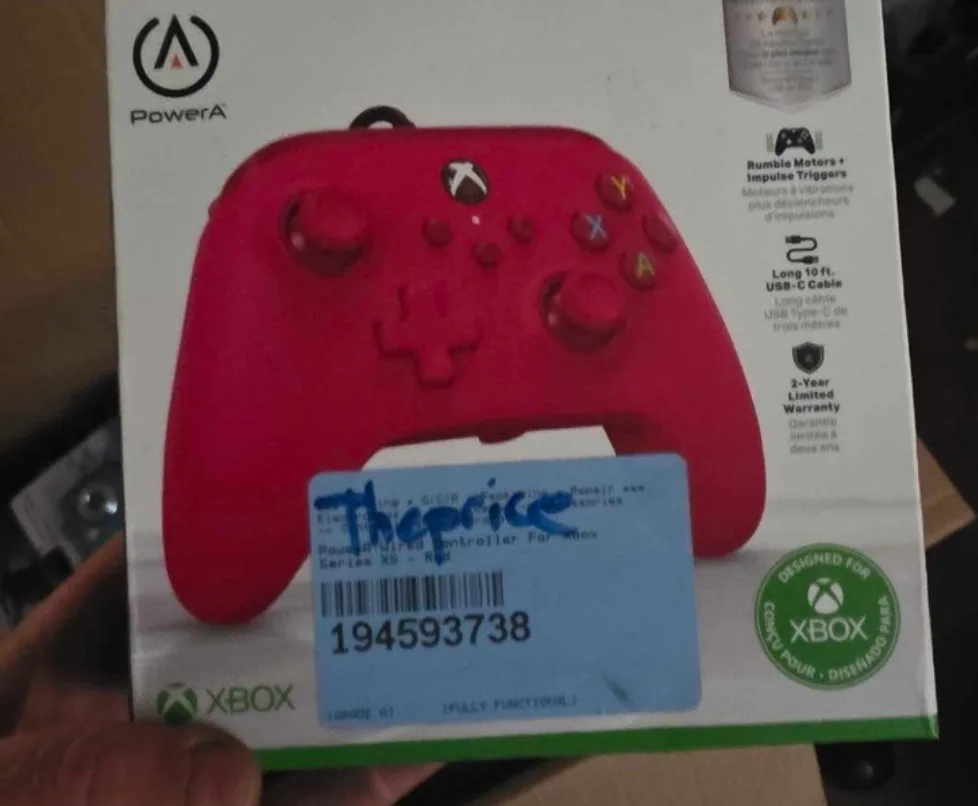 PowerA
Rumble Motors +
Impulse Triggers
Moteurs à vibrations
plus déclencheurs
d'impulsions
Long 10 ft.
USB-C Cable
Long câble
USB Type-C de
trois mètres
2-Year
Limited
Warranty
Garantie
limitée à
deux ans
Y
X
A
Theprice
Repair ***
PowerA Wired Controller For Xbox
Series XS - Red
194593738
(FULLY FUNCTIONAL)
XBOX
DESIGNED FOR
XBOX
CONÇU POUR • DISEÑADO PARA